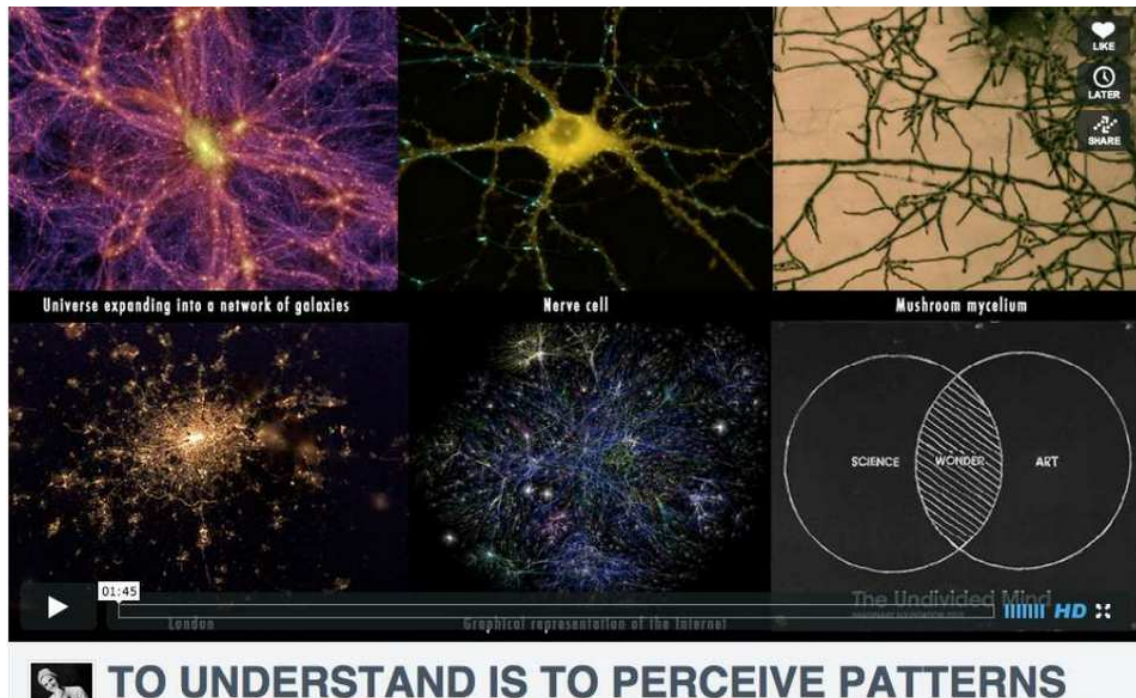 LIKE
LATER
SHARE
Universe expanding into a network of galaxies
Nerve cell
Mushroom mycelium
SCIENCE WONDER ART
01:45
The Undivided Mind
HD
London
Graphical representation of the Internet
TO UNDERSTAND IS TO PERCEIVE PATTERNS